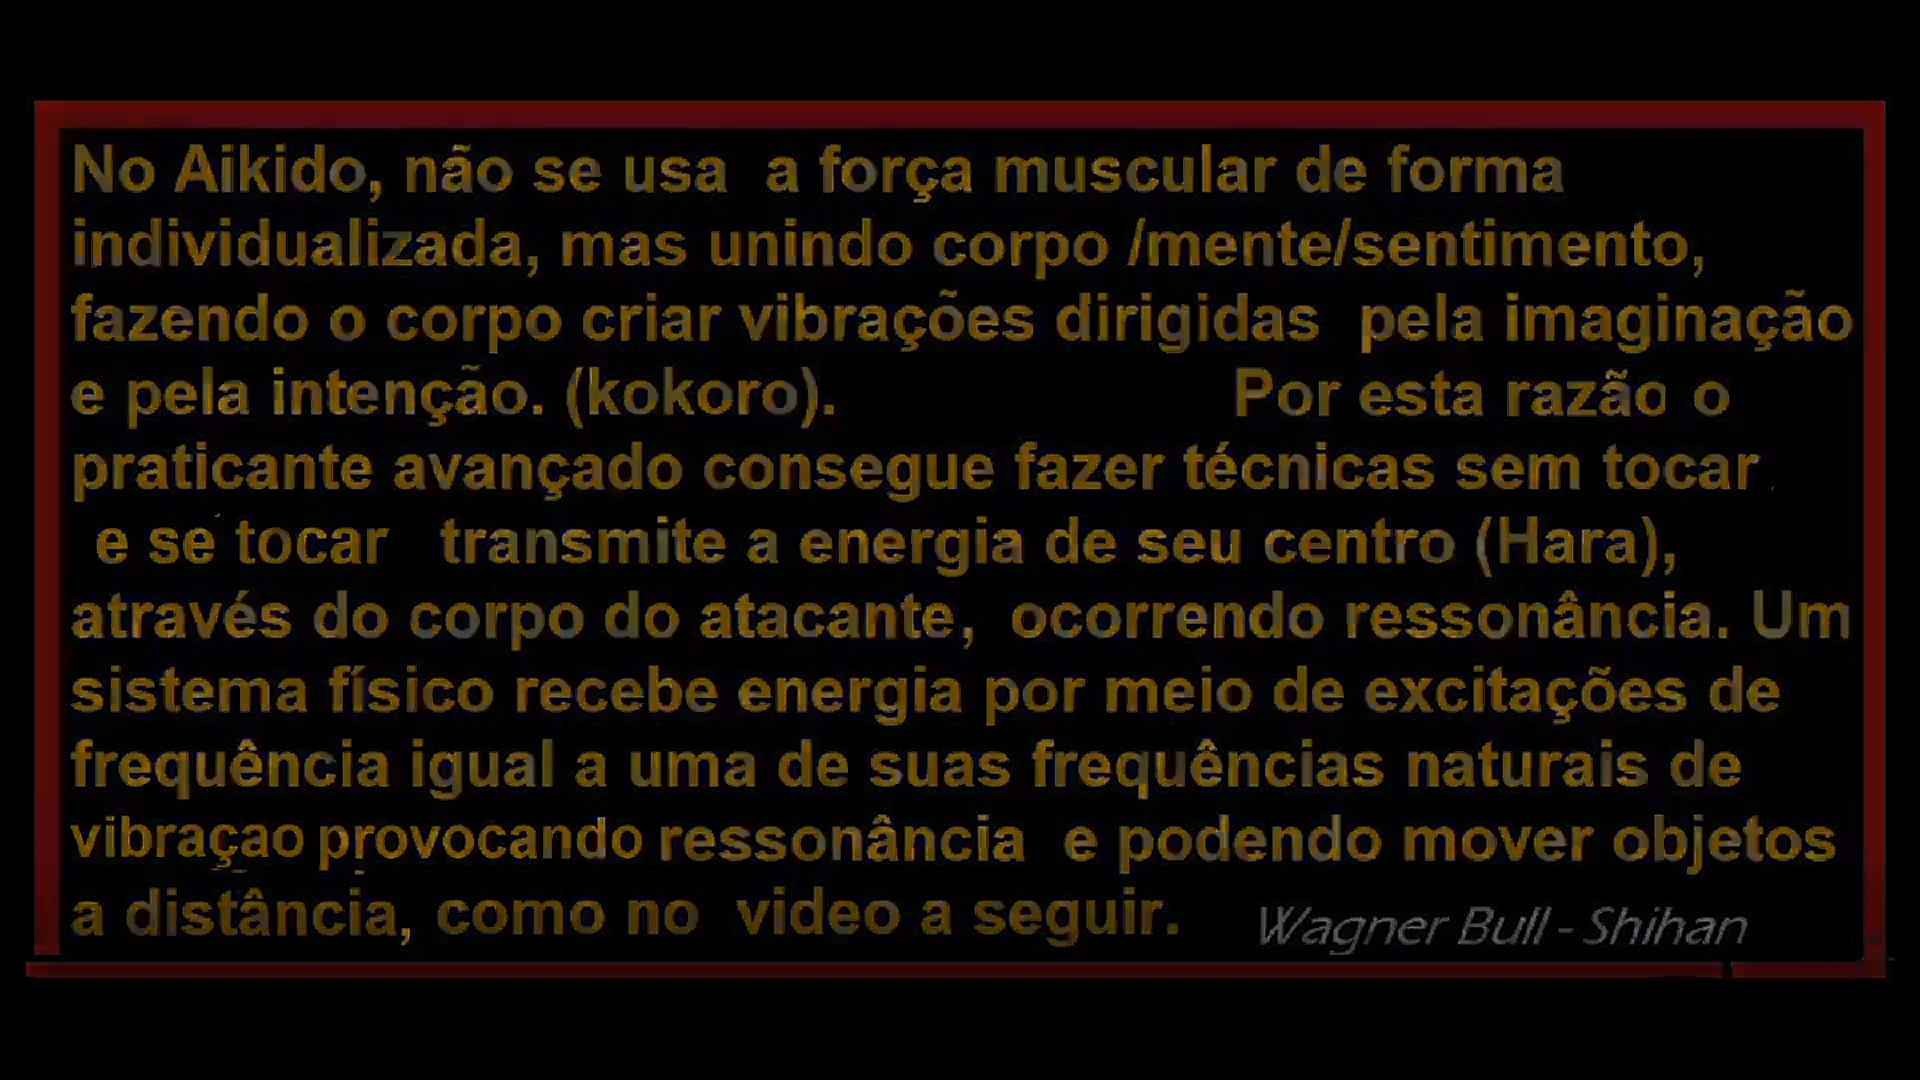 No Aikido, não se usa a força muscular de forma
individualizada, mas unindo corpo /mente/sentimento,
fazendo o corpo criar vibrações dirigidas pela imaginação
e pela intenção. (kokoro). Por esta razão o
praticante avançado consegue fazer técnicas sem tocar
e se tocar transmite a energia de seu centro (Hara),
através do corpo do atacante, ocorrendo ressonância. Um
sistema físico recebe energia por meio de excitações de
frequência igual a uma de suas frequências naturais de
vibraçao provocando ressonância e podendo mover objetos
a distância, como no video a seguir. Wagner Bull - Shihan